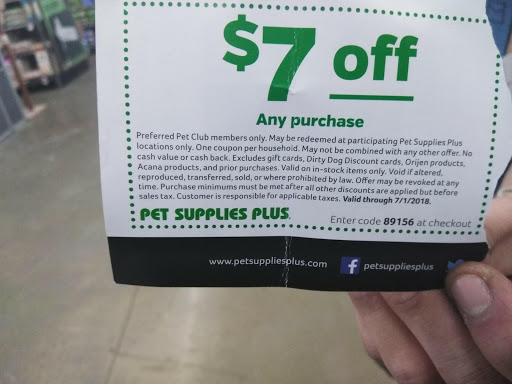 $7 off
Any purchase
Preferred Pet Club members only. May be redeemed at participating Pet Supplies Plus
locations only. One coupon per household. May not be combined with any other offer. No
cash value or cash back. Excludes gift cards, Dirty Dog Discount cards, Orijen products,
Acana products, and prior purchases. Valid on in-stock items only. Void if altered,
reproduced, transferred, sold, or where prohibited by law. Offer may be revoked at any
time. Purchase minimums must be met after all other discounts are applied but before
sales tax. Customer is responsible for applicable taxes. Valid through 7/1/2018.
PET SUPPLIES PLUS.
Enter code 89156 at checkout
www.petsuppliesplus.com f petsuppliesplus